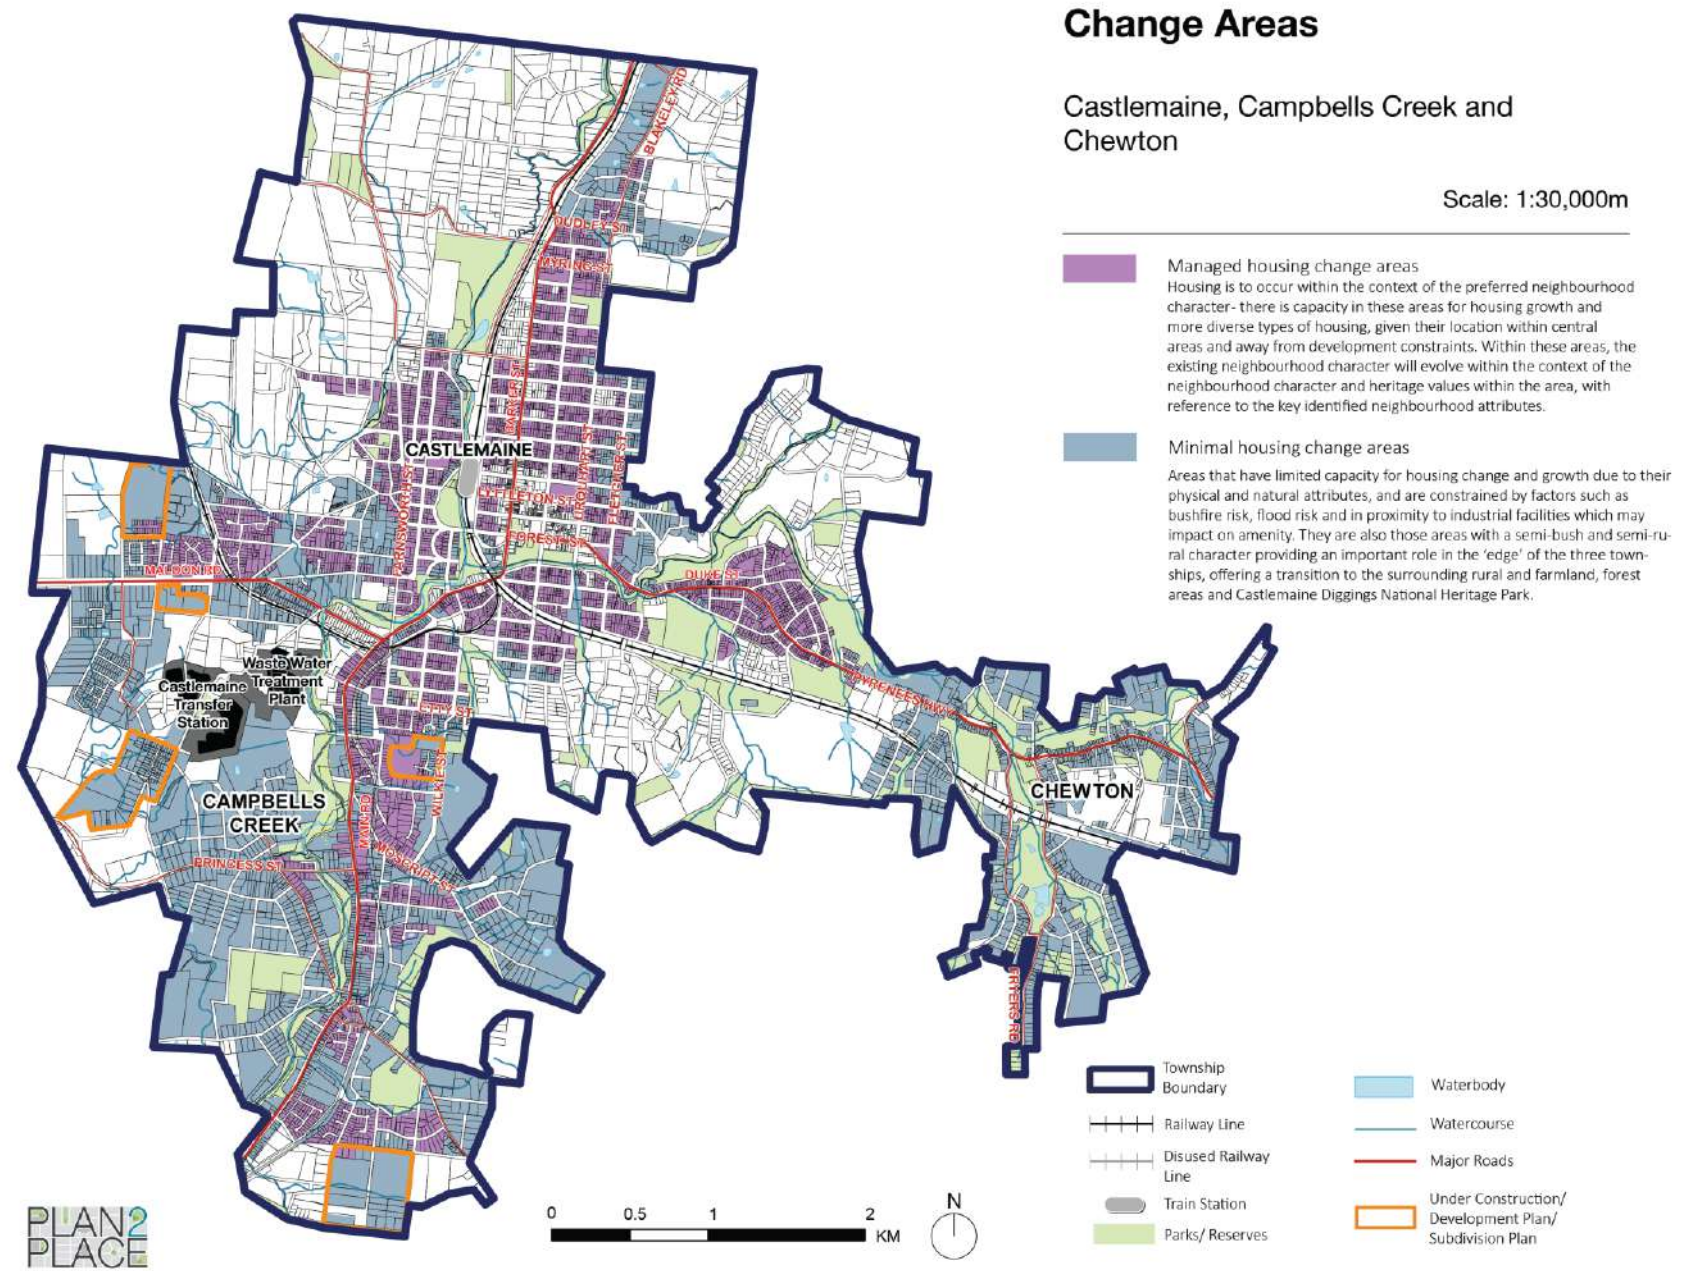 Change Areas
Castlemaine, Campbells Creek and
Chewton
Scale: 1:30,000m
Managed housing change areas
Housing is to occur within the context of the preferred neighbourhood
character- there is capacity in these areas for housing growth and
more diverse types of housing, given their location within central
areas and away from development constraints. Within these areas, the
existing neighbourhood character will evolve within the context of the
neighbourhood character and heritage values within the area, with
reference to the key identified neighbourhood attributes.
Minimal housing change areas
Areas that have limited capacity for housing change and growth due to their
physical and natural attributes, and are constrained by factors such as
bushfire risk, flood risk and in proximity to industrial facilities which may
impact on amenity. They are also those areas with a semi-bush and semi-ru-
ral character providing an important role in the ‘edge’ of the three town-
ships, offering a transition to the surrounding rural and farmland, forest
areas and Castlemaine Diggings National Heritage Park.
BLAKELEY RD
DUDLEY ST
MYRING ST
BARKER ST
CASTLEMAINE
URQUHART ST
FLETCHER ST
FARNSWORTH ST
LYTTLETON ST
FOREST ST
DUKE ST
MALDON RD
Waste Water
Treatment
Plant
Castlemaine
Transfer
Station
PYRENEES HWY
ETTY ST
WILKIE ST
CAMPBELLS
CREEK
MAIN RD
MOSCRIPT ST
PRINCESS ST
CHEWTON
FRYERS RD
Township
Boundary
Railway Line
Disused Railway
Line
Train Station
Parks/ Reserves
Waterbody
Watercourse
Major Roads
Under Construction/
Development Plan/
Subdivision Plan
0 0.5 1 2
KM
N
PLAN2
PLACE